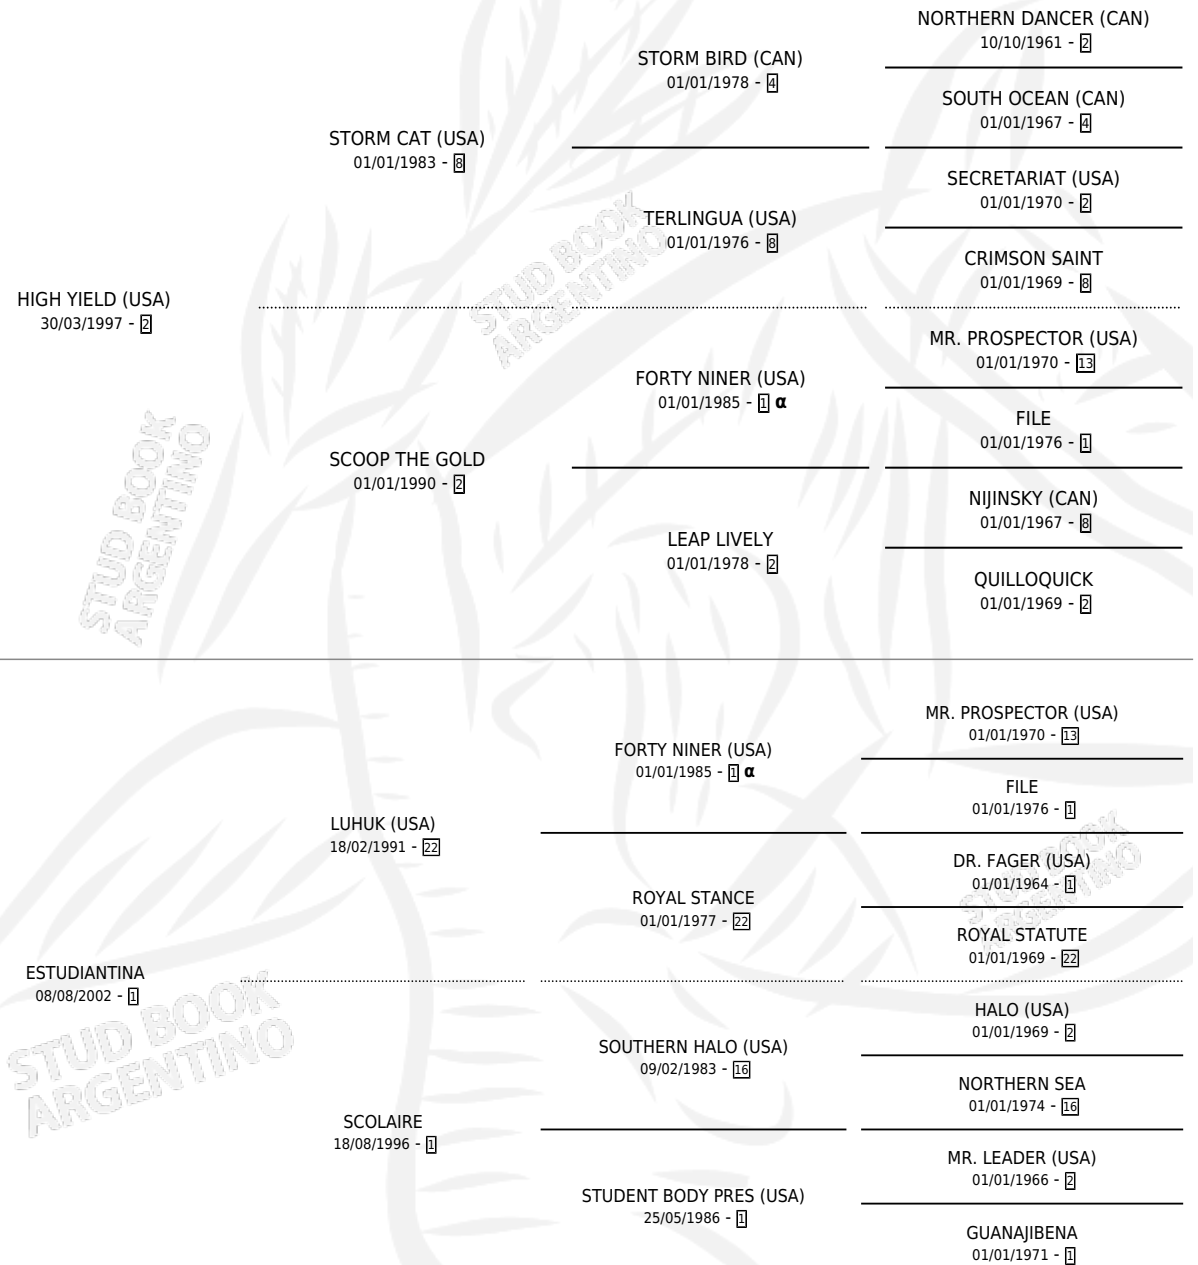 NORTHERN DANCER (CAN)
10/10/1961 - 2
STORM BIRD (CAN)
01/01/1978 - 4
SOUTH OCEAN (CAN)
01/01/1967 - 4
STORM CAT (USA)
01/01/1983 - 8
SECRETARIAT (USA)
01/01/1970 - 2
TERLINGUA (USA)
01/01/1976 - 8
CRIMSON SAINT
01/01/1969 - 8
HIGH YIELD (USA)
30/03/1997 - 2
MR. PROSPECTOR (USA)
01/01/1970 - 13
FORTY NINER (USA)
01/01/1985 - 1 α
FILE
01/01/1976 - 1
SCOOP THE GOLD
01/01/1990 - 2
NIJINSKY (CAN)
01/01/1967 - 8
LEAP LIVELY
01/01/1978 - 2
QUILLOQUICK
01/01/1969 - 2
STUD BOOK
ARGENTINO
STUD BOOK
ARGENTINO
MR. PROSPECTOR (USA)
01/01/1970 - 13
FORTY NINER (USA)
01/01/1985 - 1 α
FILE
01/01/1976 - 1
LUHUK (USA)
18/02/1991 - 22
DR. FAGER (USA)
01/01/1964 - 1
ROYAL STANCE
01/01/1977 - 22
ROYAL STATUTE
01/01/1969 - 22
ESTUDIANTINA
08/08/2002 - 1
HALO (USA)
01/01/1969 - 2
SOUTHERN HALO (USA)
09/02/1983 - 16
NORTHERN SEA
01/01/1974 - 16
SCOLAIRE
18/08/1996 - 1
MR. LEADER (USA)
01/01/1966 - 2
STUDENT BODY PRES (USA)
25/05/1986 - 1
GUANAJIBENA
01/01/1971 - 1
STUD BOOK
ARGENTINO
STUD BOOK
ARGENTINO